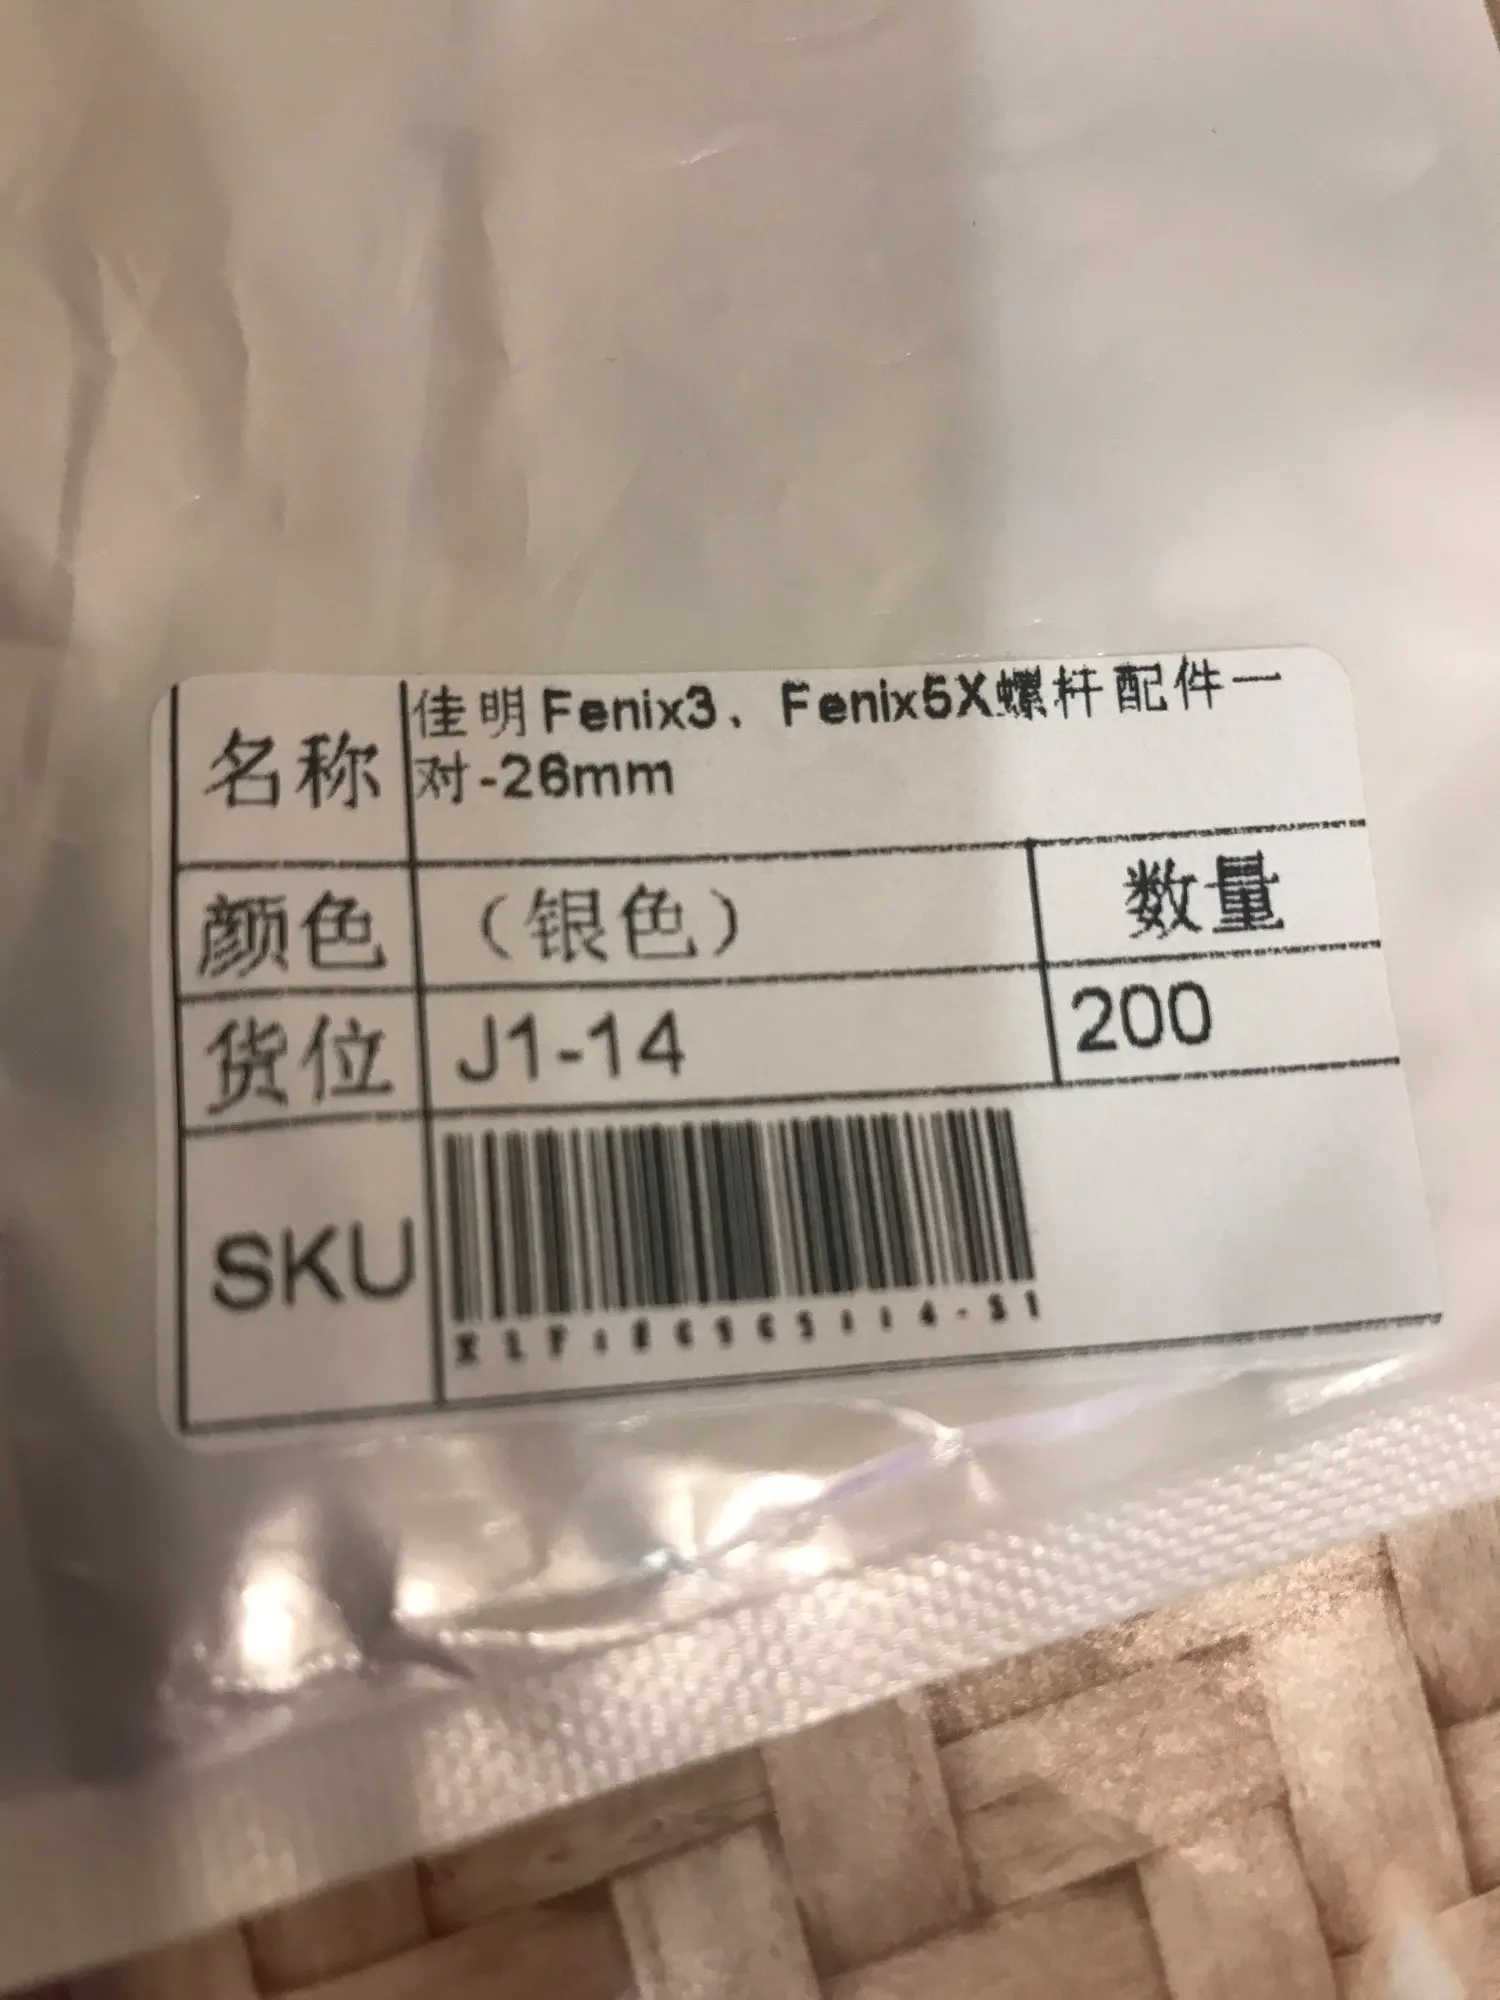 名称 佳明Fenix3、Fenix5X螺杆配件一
对-26mm
颜色 （银色） 数量
货位 J1-14 200
SKU